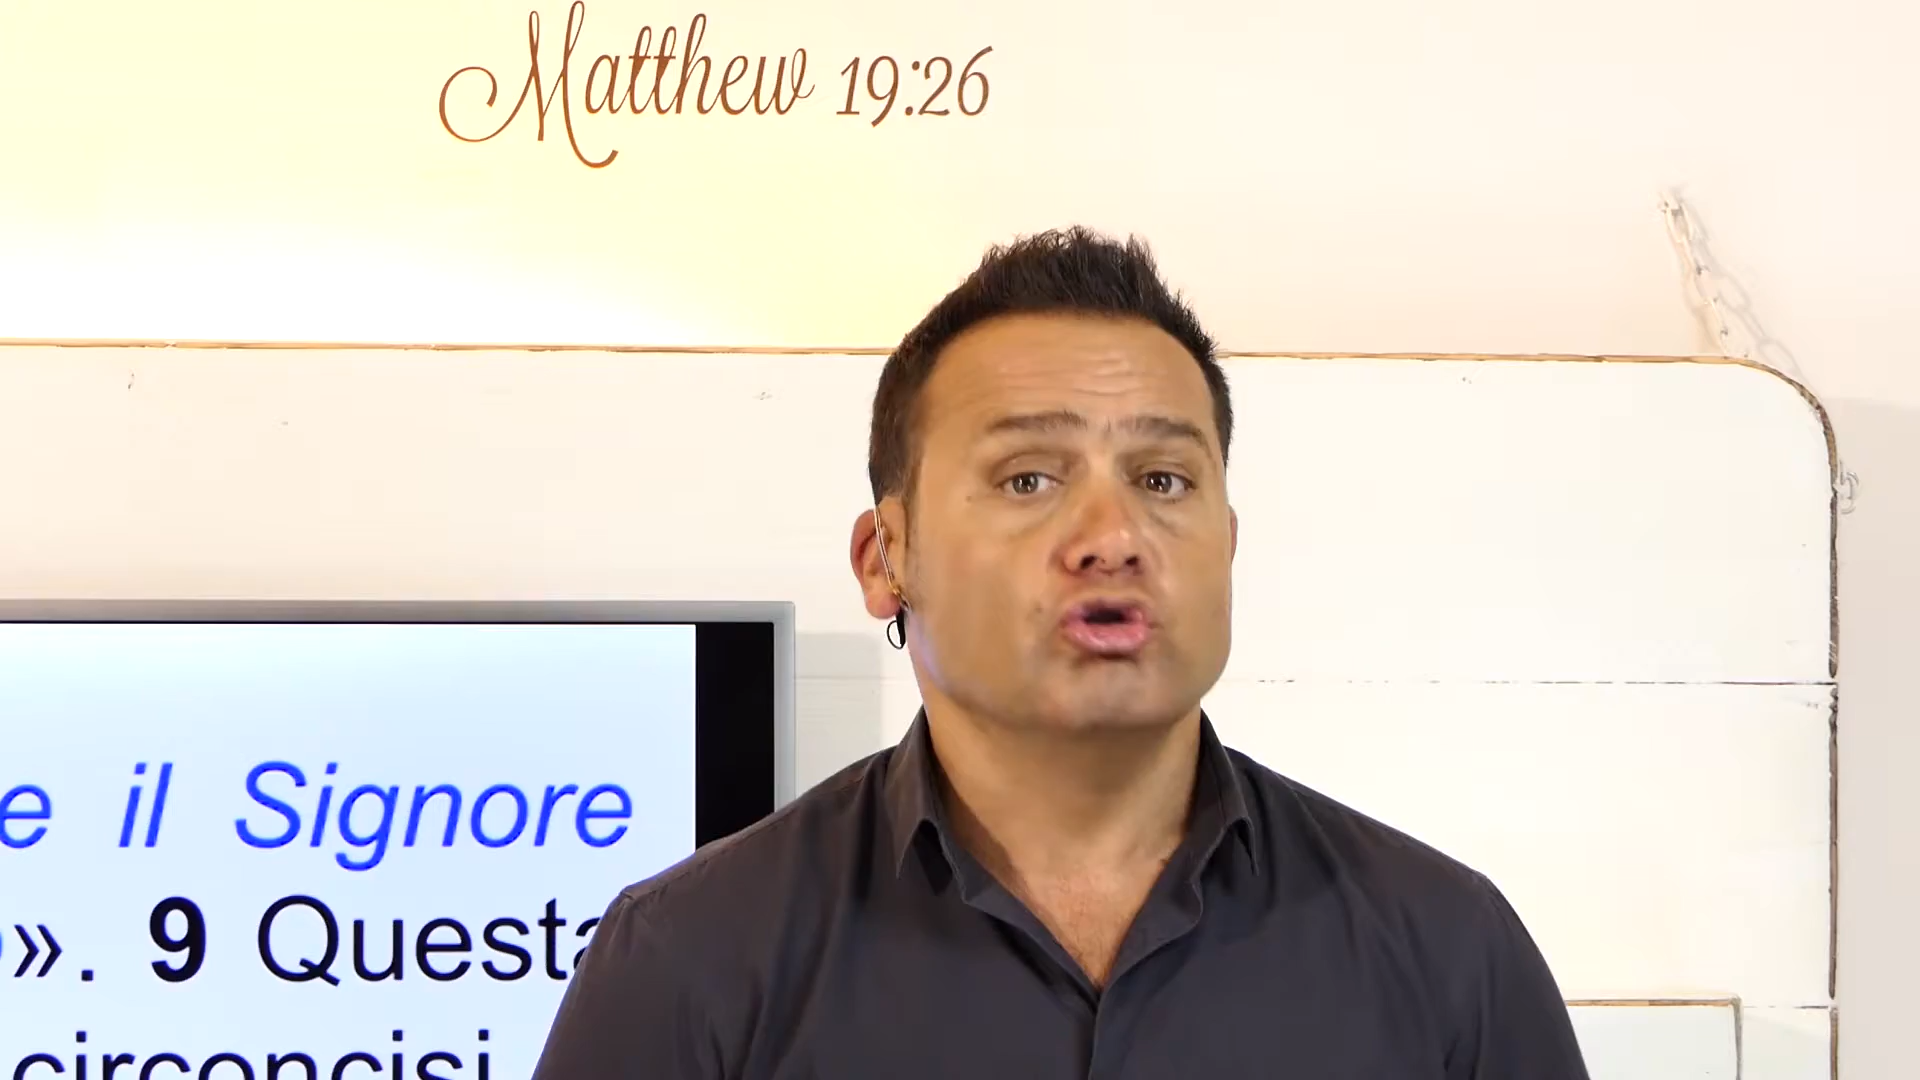 Matthew 19:26
e il Signore
». 9 Questa
circoncisi